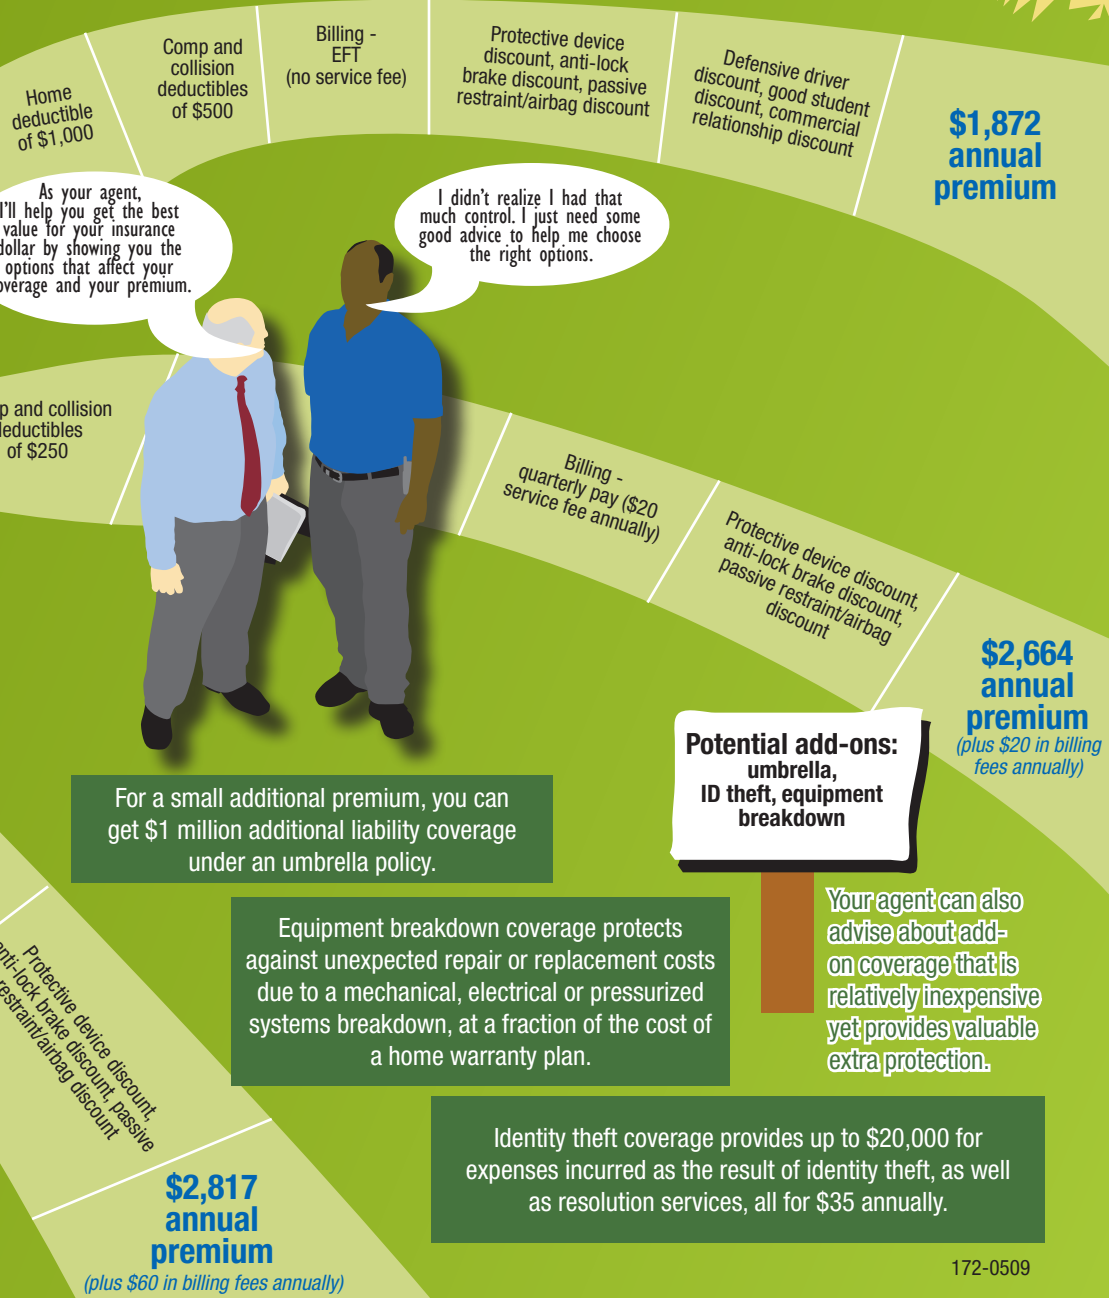 Home
deductible
of $1,000
Comp and
collision
deductibles
of $500
Billing -
EFT
(no service fee)
Protective device
discount, anti-lock
brake discount, passive
restraint/airbag discount
Defensive driver
discount, good student
discount, commercial
relationship discount
$1,872
annual
premium
As your agent,
I'll help you get the best
value for your insurance
dollar by showing you the
options that affect your
overage and your premium.
I didn't realize I had that
much control. I just need some
good advice to help me choose
the right options.
p and collision
deductibles
of $250
Billing -
quarterly pay ($20
service fee annually)
Protective device discount,
anti-lock brake discount,
passive restraint/airbag
discount
$2,664
annual
premium
(plus $20 in billing
fees annually)
Potential add-ons:
umbrella,
ID theft, equipment
breakdown
For a small additional premium, you can
get $1 million additional liability coverage
under an umbrella policy.
Equipment breakdown coverage protects
against unexpected repair or replacement costs
due to a mechanical, electrical or pressurized
systems breakdown, at a fraction of the cost of
a home warranty plan.
Your agent can also
advise about add-
on coverage that is
relatively inexpensive
yet provides valuable
extra protection.
Protective device discount,
anti-lock brake discount, passive
restraint/airbag discount
$2,817
annual
premium
(plus $60 in billing fees annually)
Identity theft coverage provides up to $20,000 for
expenses incurred as the result of identity theft, as well
as resolution services, all for $35 annually.
172-0509